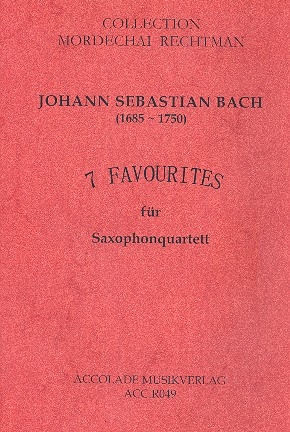 COLLECTION
MORDECHAI RECHTMAN
JOHANN SEBASTIAN BACH
(1685 ~ 1750)
7 FAVOURITES
für
Saxophonquartett
ACCOLADE MUSIKVERLAG
ACC R049